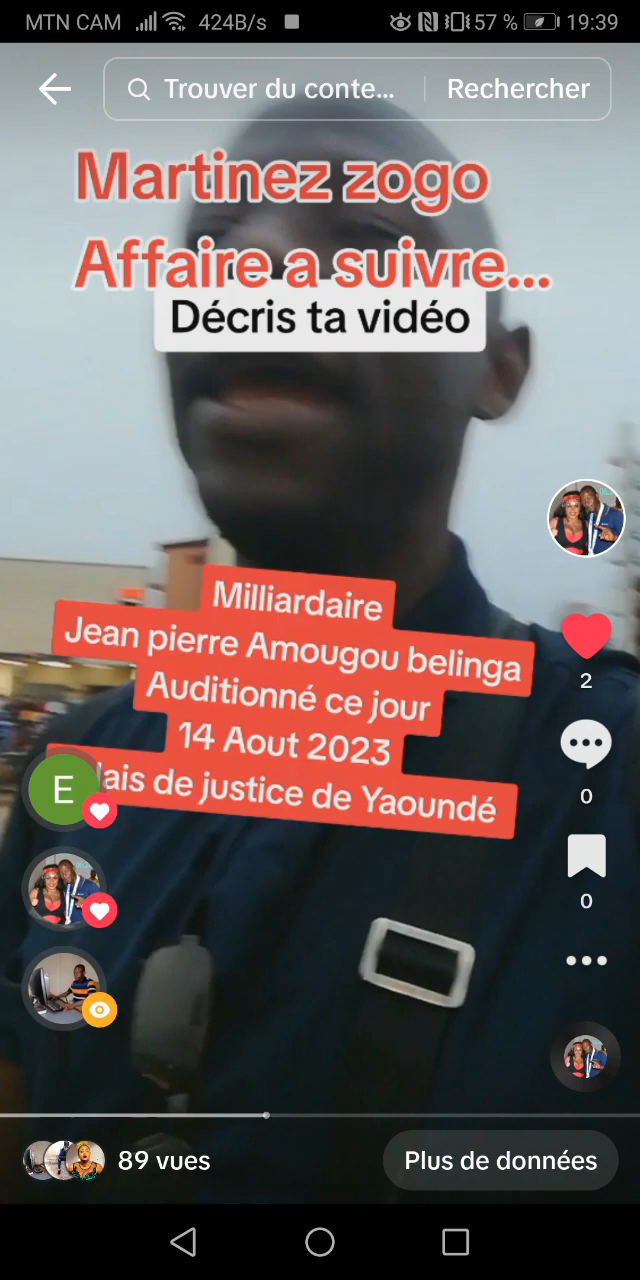 MTN CAM 424B/s 57 % 19:39
Trouver du conte... Rechercher
Martinez zogo
Affaire a suivre...
Décris ta vidéo
Milliardaire
Jean pierre Amougou belinga
Auditionné ce jour
14 Aout 2023
lais de justice de Yaoundé
2
E
0
0
89 vues
Plus de données